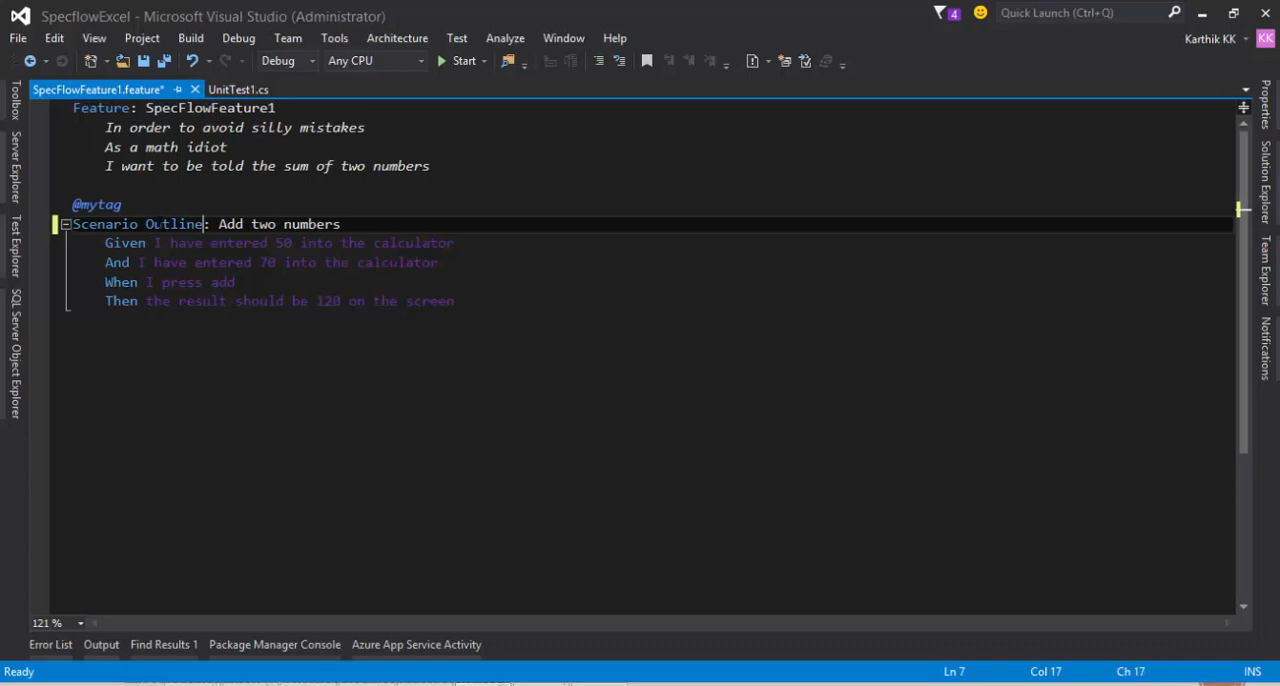 SpecflowExcel - Microsoft Visual Studio (Administrator)
4
Quick Launch (Ctrl+Q)
File Edit View Project Build Debug Team Tools Architecture Test Analyze Window Help
Karthik KK
KK
Debug Any CPU Start
SpecFlowFeature1.feature* UnitTest1.cs
Toolbox
Server Explorer
Test Explorer
SQL Server Object Explorer
Feature: SpecFlowFeature1
In order to avoid silly mistakes
As a math idiot
I want to be told the sum of two numbers
@mytag
Scenario Outline: Add two numbers
Given I have entered 50 into the calculator
And I have entered 70 into the calculator
When I press add
Then the result should be 120 on the screen
Properties
Solution Explorer
Team Explorer
Notifications
121 %
Error List Output Find Results 1 Package Manager Console Azure App Service Activity
Ready Ln 7 Col 17 Ch 17 INS